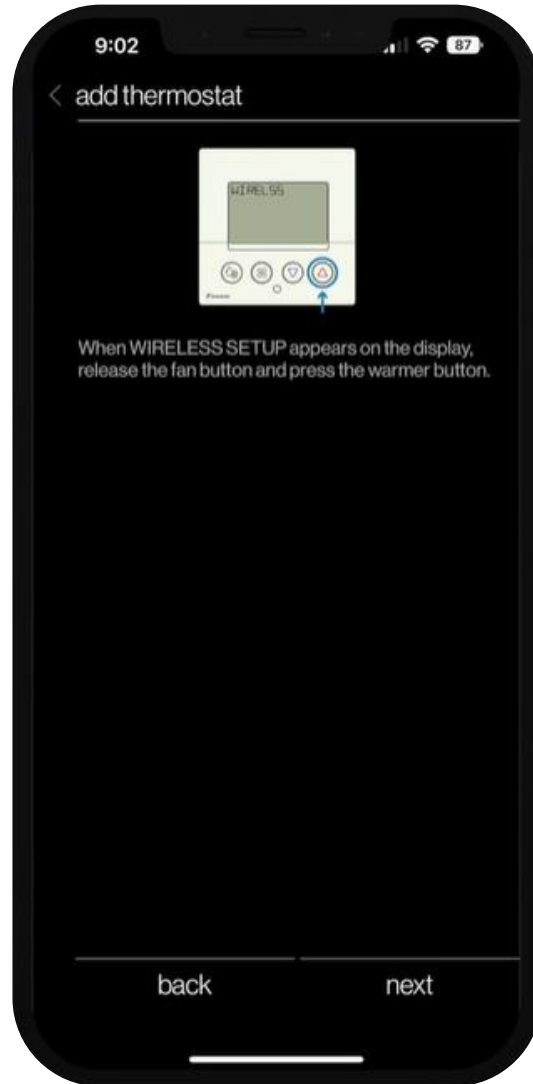 9:02
87
add thermostat
WIRELSS
When WIRELESS SETUP appears on the display,
release the fan button and press the warmer button.
back
next